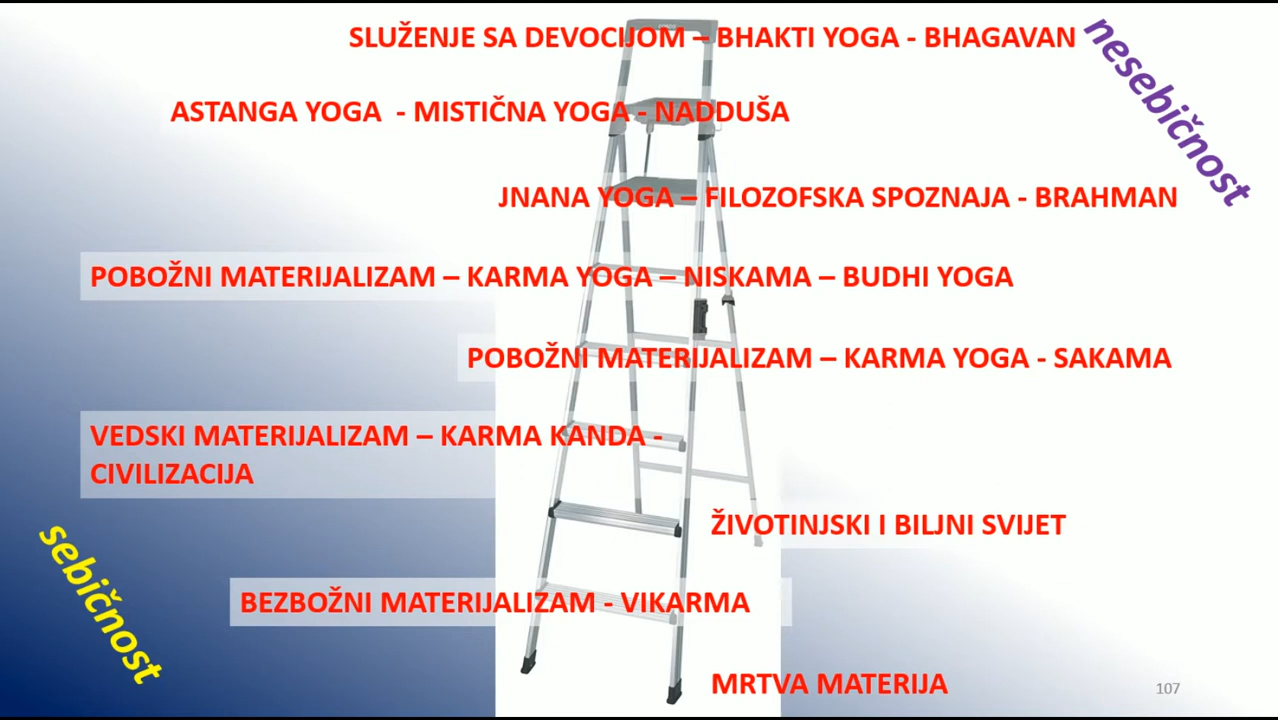 SLUŽENJE SA DEVOCIJOM – BHAKTI YOGA - BHAGAVAN
nesebičnost
ASTANGA YOGA - MISTIČNA YOGA - NADDUŠA
JNANA YOGA – FILOZOFSKA SPOZNAJA - BRAHMAN
POBOŽNI MATERIJALIZAM – KARMA YOGA – NISKAMA – BUDHI YOGA
POBOŽNI MATERIJALIZAM – KARMA YOGA - SAKAMA
VEDSKI MATERIJALIZAM – KARMA KANDA -
CIVILIZACIJA
ŽIVOTINJSKI I BILJNI SVIJET
sebičnost
BEZBOŽNI MATERIJALIZAM - VIKARMA
MRTVA MATERIJA
107